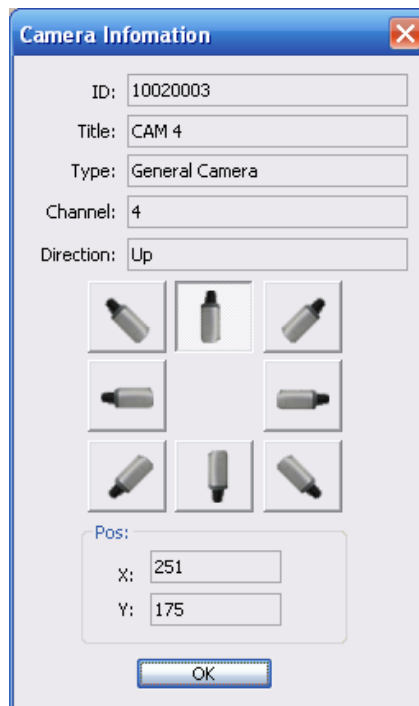 Camera Infomation
ID: 10020003
Title: CAM 4
Type: General Camera
Channel: 4
Direction: Up
Pos:
X: 251
Y: 175
OK